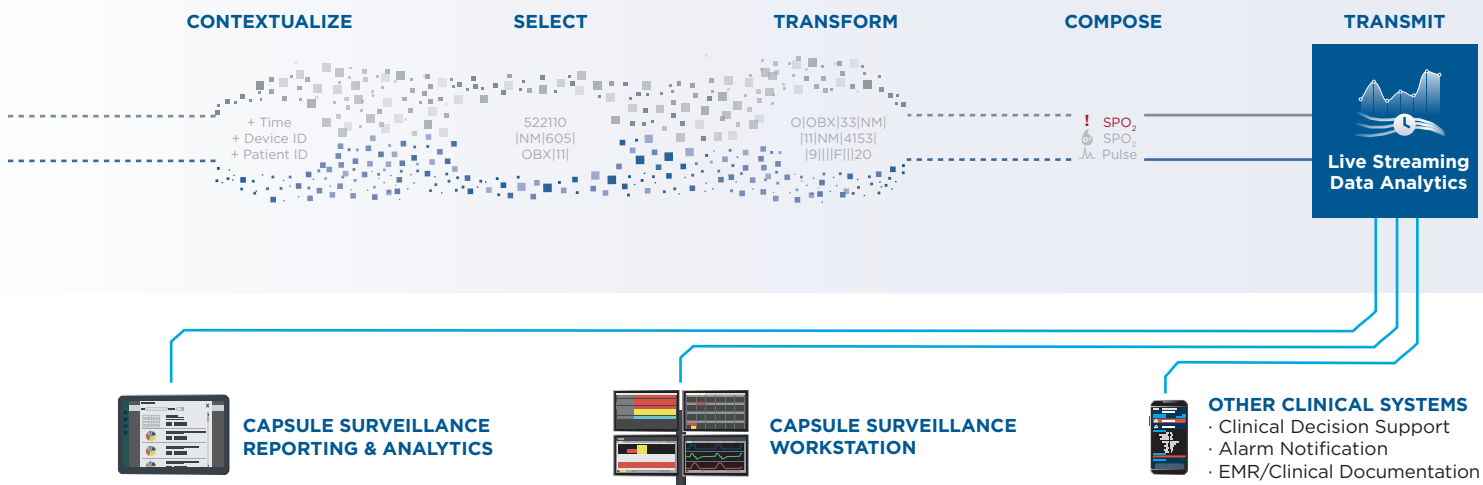 CONTEXTUALIZE
SELECT
TRANSFORM
COMPOSE
TRANSMIT
+ Time
+ Device ID
+ Patient ID
522110
|NM|605|
OBX|11|
O|OBX|33|NM|
|11|NM|4153|
|9||||F|||20
! SPO₂
SPO₂
Pulse
Live Streaming
Data Analytics
CAPSULE SURVEILLANCE
REPORTING & ANALYTICS
CAPSULE SURVEILLANCE
WORKSTATION
OTHER CLINICAL SYSTEMS
· Clinical Decision Support
· Alarm Notification
· EMR/Clinical Documentation